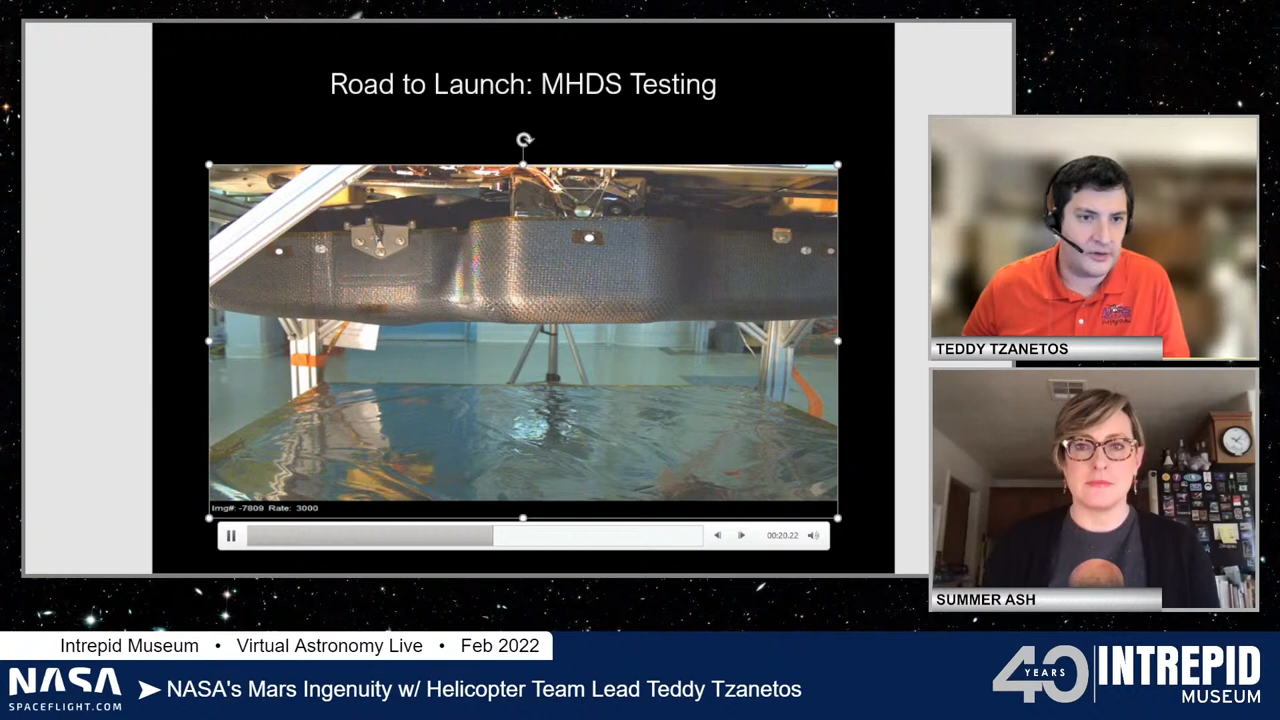 Road to Launch: MHDS Testing
Img#: -7809 Rate: 3000
00:20.22
TEDDY TZANETOS
SUMMER ASH
Intrepid Museum • Virtual Astronomy Live • Feb 2022
NASA
SPACEFLIGHT.COM
NASA's Mars Ingenuity w/ Helicopter Team Lead Teddy Tzanetos
40
YEARS
INTREPID
MUSEUM